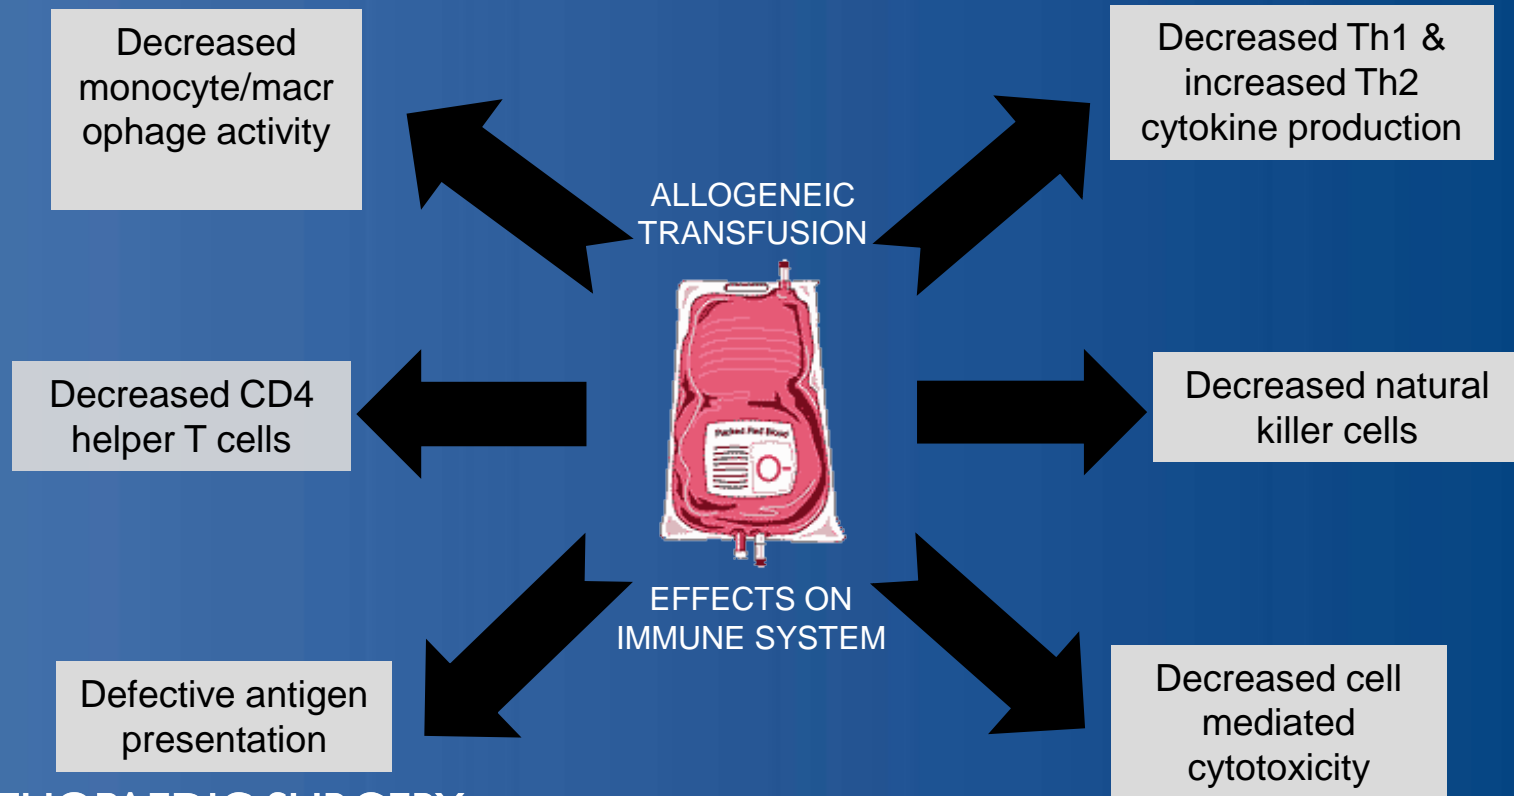 Decreased
monocyte/macr
ophage activity
Decreased Th1 &
increased Th2
cytokine production
ALLOGENEIC
TRANSFUSION
Decreased CD4
helper T cells
Packed Red Blood
O-
Decreased natural
killer cells
EFFECTS ON
IMMUNE SYSTEM
Defective antigen
presentation
Decreased cell
mediated
cytotoxicity